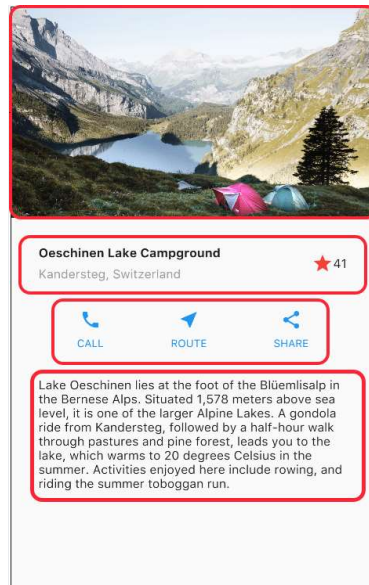 Oeschinen Lake Campground
Kandersteg, Switzerland
41
CALL
ROUTE
SHARE
Lake Oeschinen lies at the foot of the Blüemlisalp in
the Bernese Alps. Situated 1,578 meters above sea
level, it is one of the larger Alpine Lakes. A gondola
ride from Kandersteg, followed by a half-hour walk
through pastures and pine forest, leads you to the
lake, which warms to 20 degrees Celsius in the
summer. Activities enjoyed here include rowing, and
riding the summer toboggan run.